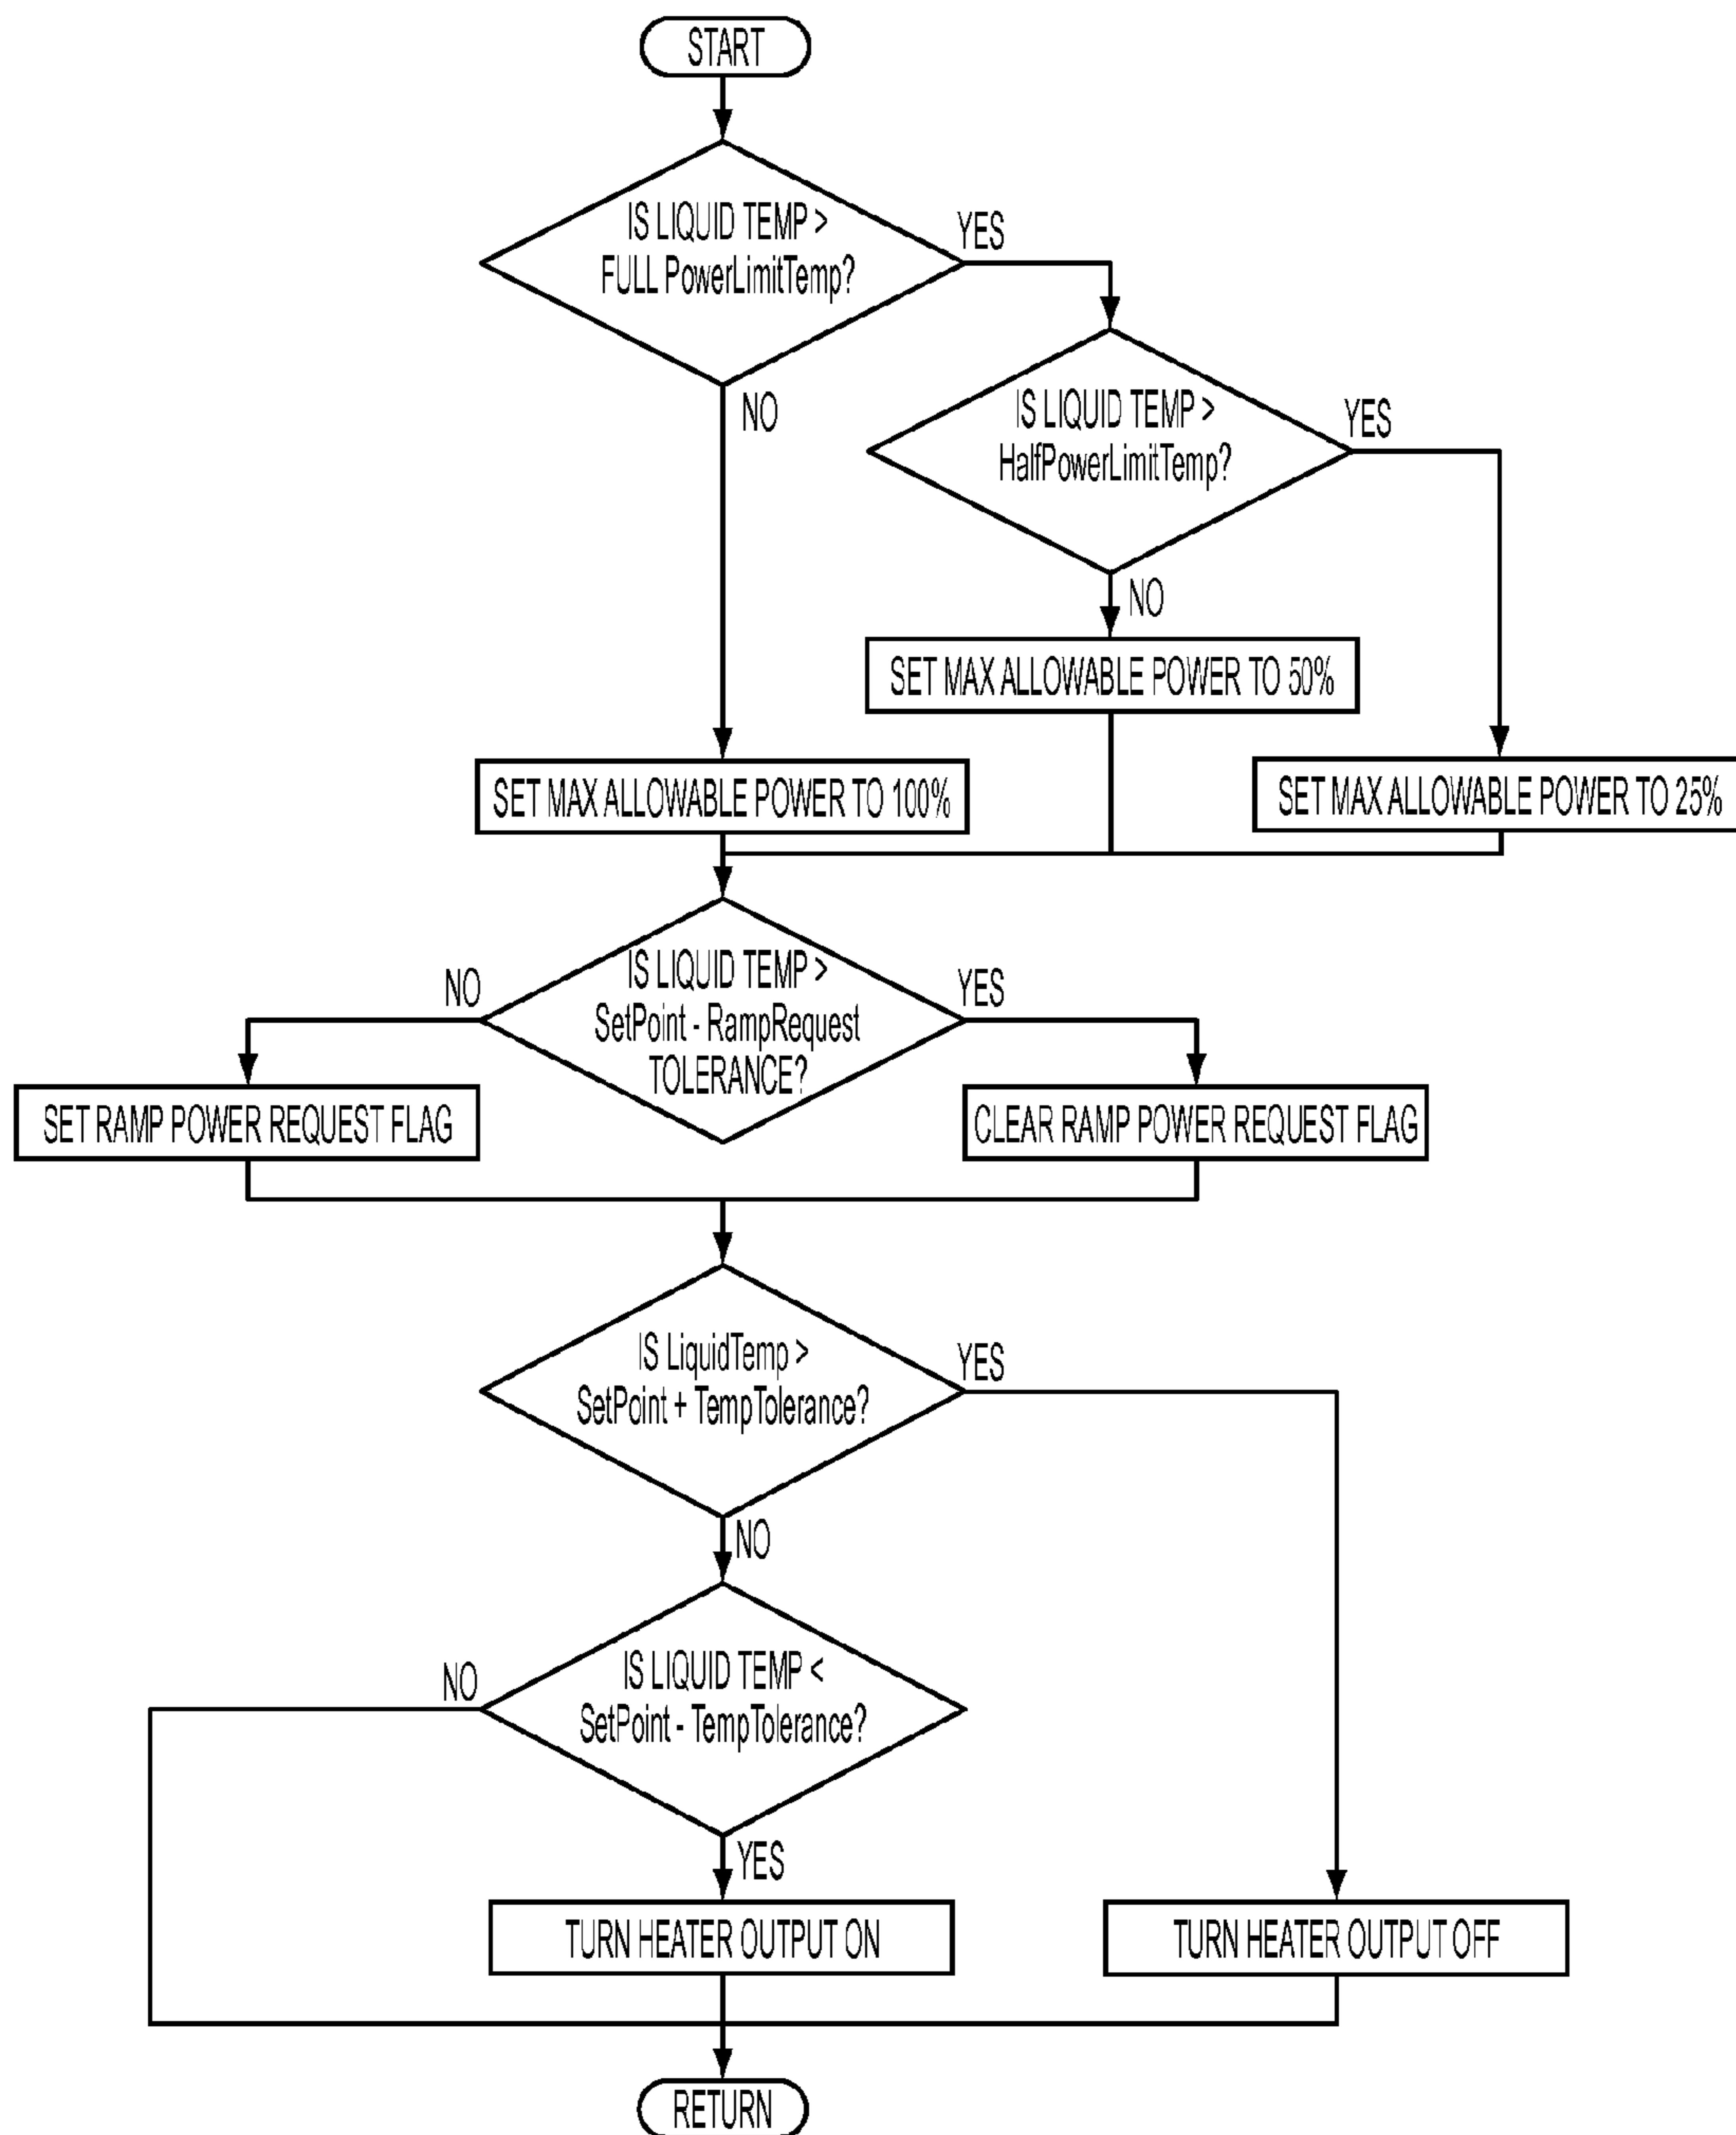 START
IS LIQUID TEMP >
FULL PowerLimitTemp?
YES
NO
IS LIQUID TEMP >
HalfPowerLimitTemp?
YES
NO
SET MAX ALLOWABLE POWER TO 50%
SET MAX ALLOWABLE POWER TO 100%
SET MAX ALLOWABLE POWER TO 25%
IS LIQUID TEMP >
SetPoint - RampRequest
TOLERANCE?
NO
YES
SET RAMP POWER REQUEST FLAG
CLEAR RAMP POWER REQUEST FLAG
IS LiquidTemp >
SetPoint + TempTolerance?
YES
NO
IS LIQUID TEMP <
SetPoint - TempTolerance?
NO
YES
TURN HEATER OUTPUT ON
TURN HEATER OUTPUT OFF
RETURN